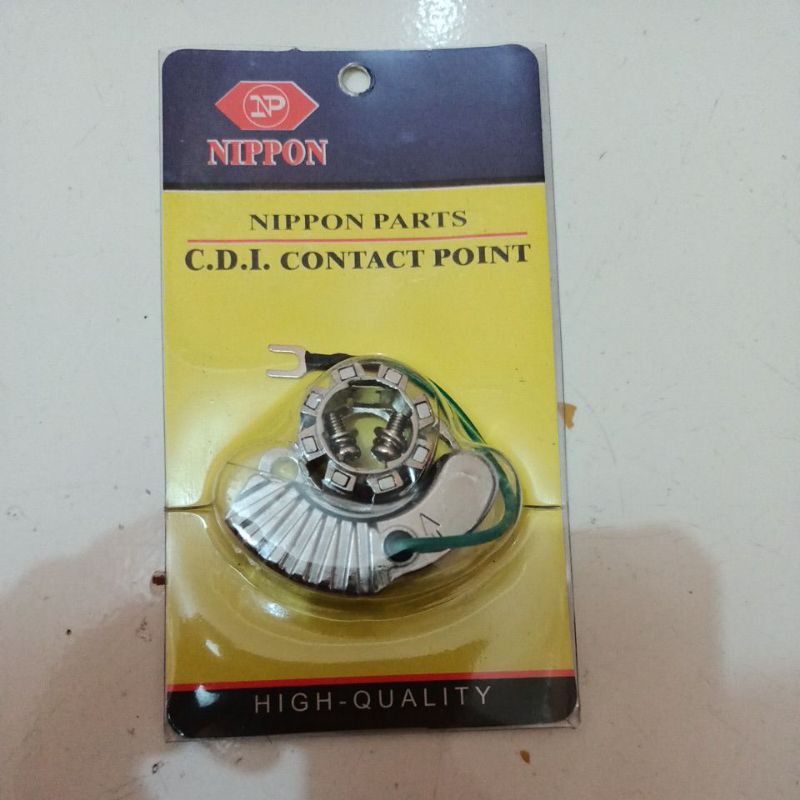 NP
NIPPON
NIPPON PARTS
C.D.I. CONTACT POINT
HIGH-QUALITY